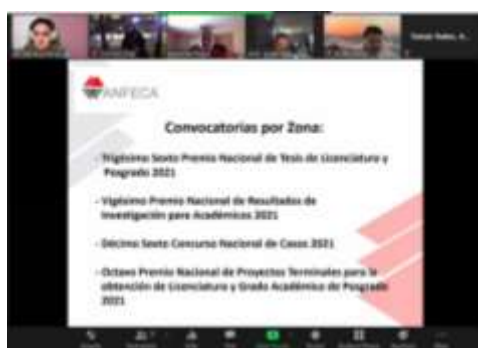 ANFECA
Convocatorias por Zona:
- Trigésimo Sexto Premio Nacional de Tesis de Licenciatura y
Posgrado 2021
- Vigésimo Premio Nacional de Resultados de
Investigación para Académicos 2021
- Décimo Sexto Concurso Nacional de Casos 2021
- Octavo Premio Nacional de Proyectos Terminales para la
obtención de Licenciatura y Grado Académico de Posgrado
2021